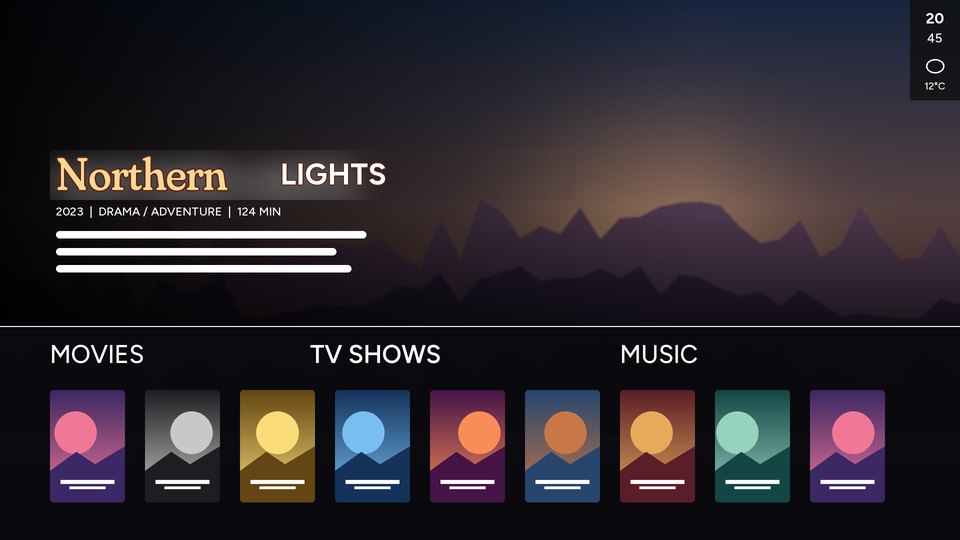 20
45
12°C
Northern LIGHTS
2023 | DRAMA / ADVENTURE | 124 MIN
MOVIES TV SHOWS MUSIC